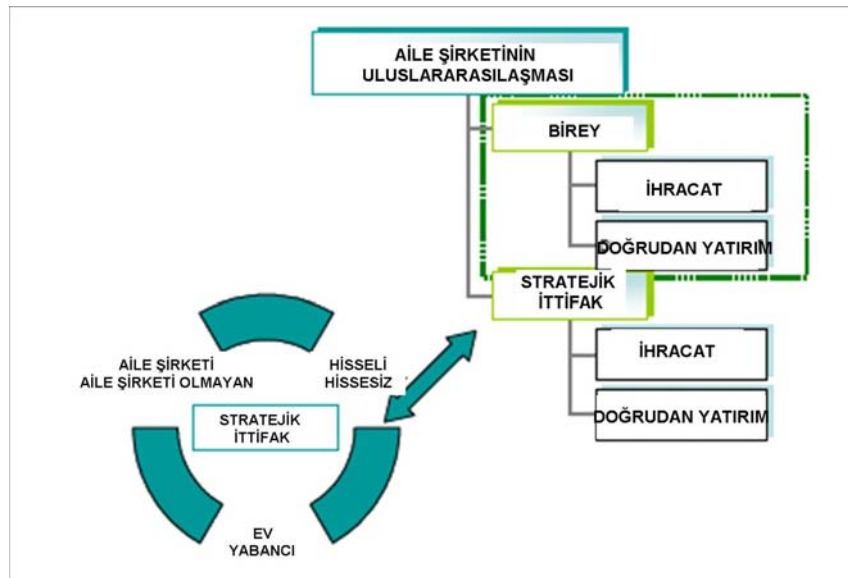 AİLE ŞİRKETİNİN
ULUSLARARASILAŞMASI
BİREY
İHRACAT
DOĞRUDAN YATIRIM
STRATEJİK
İTTİFAK
İHRACAT
DOĞRUDAN YATIRIM
AİLE ŞİRKETİ
AİLE ŞİRKETİ OLMAYAN
HİSSELİ
HİSSESİZ
STRATEJİK
İTTİFAK
EV
YABANCI